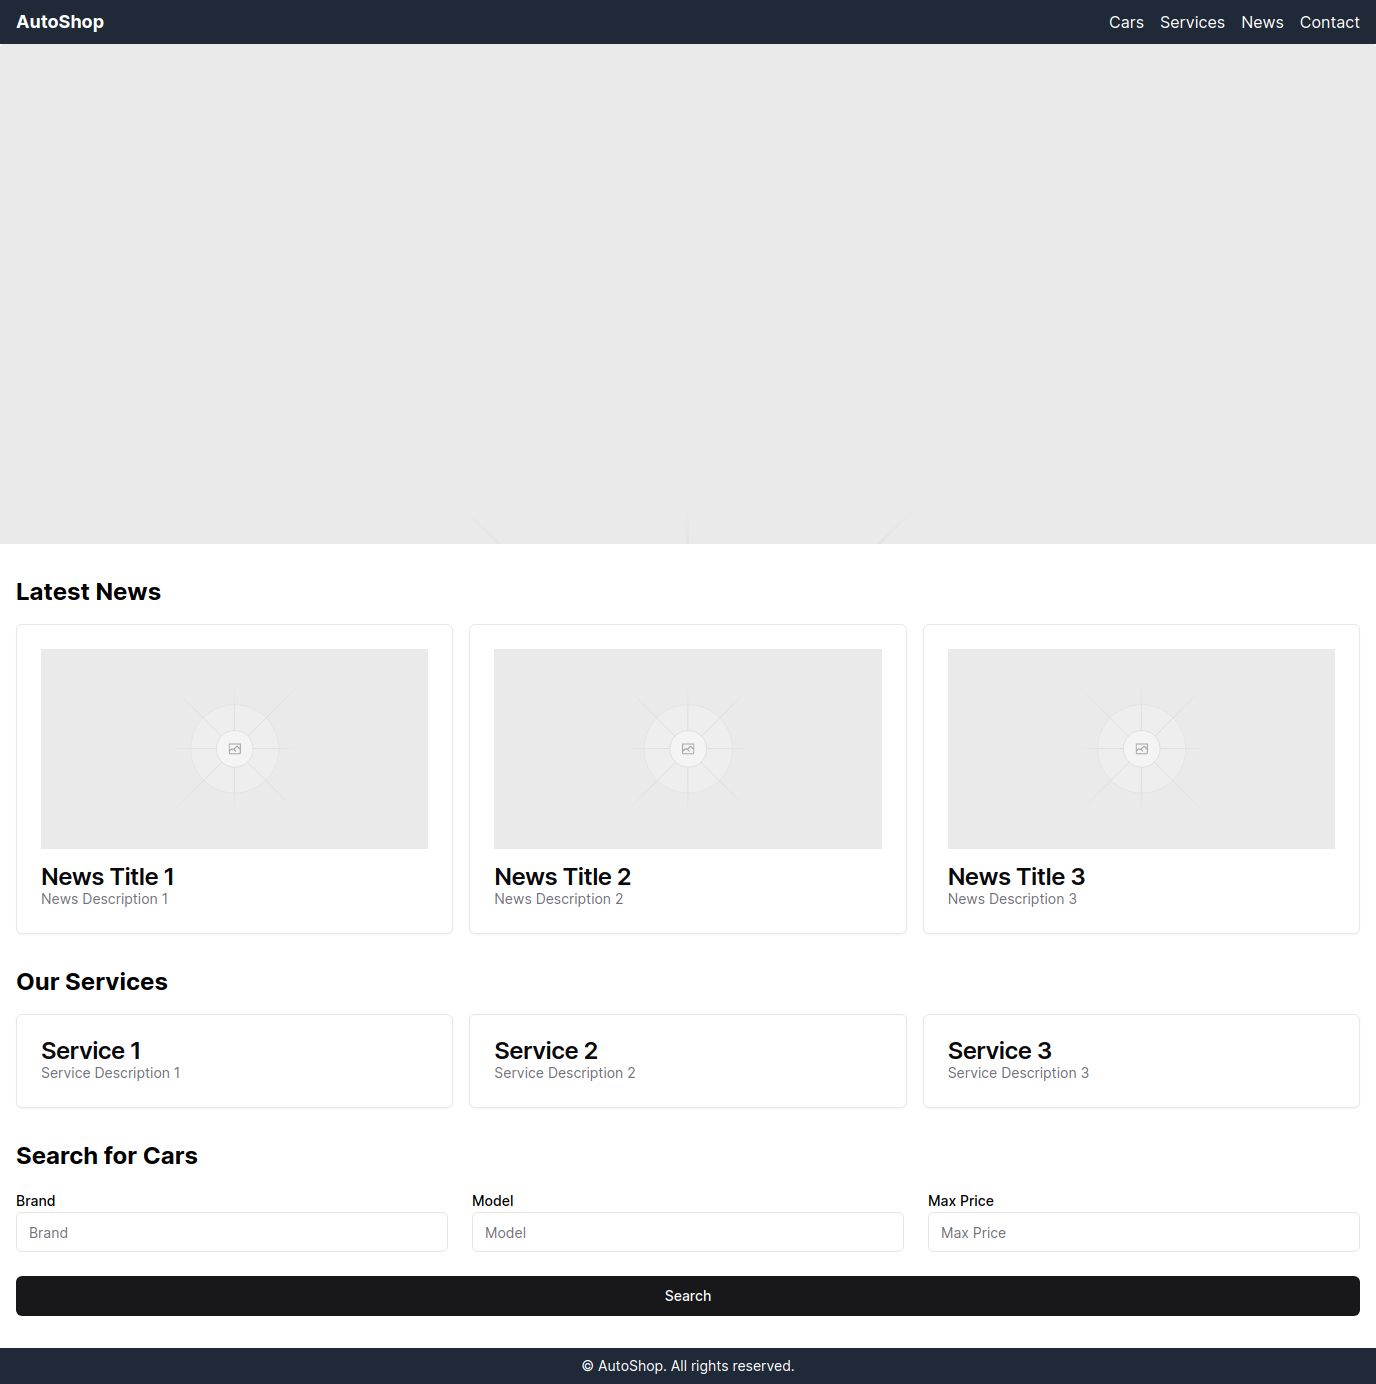 AutoShop
Cars Services News Contact
Latest News
News Title 1
News Description 1
News Title 2
News Description 2
News Title 3
News Description 3
Our Services
Service 1
Service Description 1
Service 2
Service Description 2
Service 3
Service Description 3
Search for Cars
Brand
Brand
Model
Model
Max Price
Max Price
Search
© AutoShop. All rights reserved.